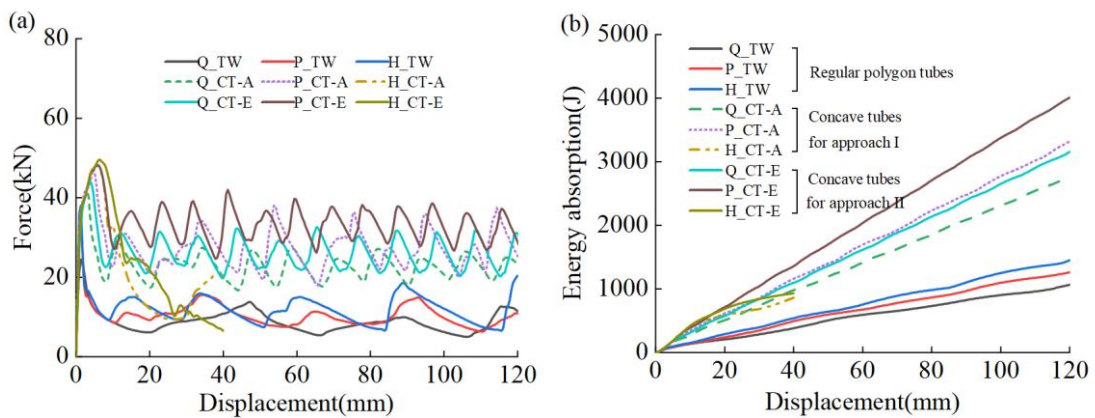 (a)
80
60
40
20
0
Force(kN)
Q_TW P_TW H_TW
Q_CT-A P_CT-A H_CT-A
Q_CT-E P_CT-E H_CT-E
0 20 40 60 80 100 120
Displacement(mm)
(b)
5000
4000
3000
2000
1000
0
Energy absorption(J)
Q_TW
P_TW
H_TW
Q_CT-A
P_CT-A
H_CT-A
Q_CT-E
P_CT-E
H_CT-E
Regular polygon tubes
Concave tubes
for approach I
Concave tubes
for approach II
0 20 40 60 80 100 120
Displacement(mm)